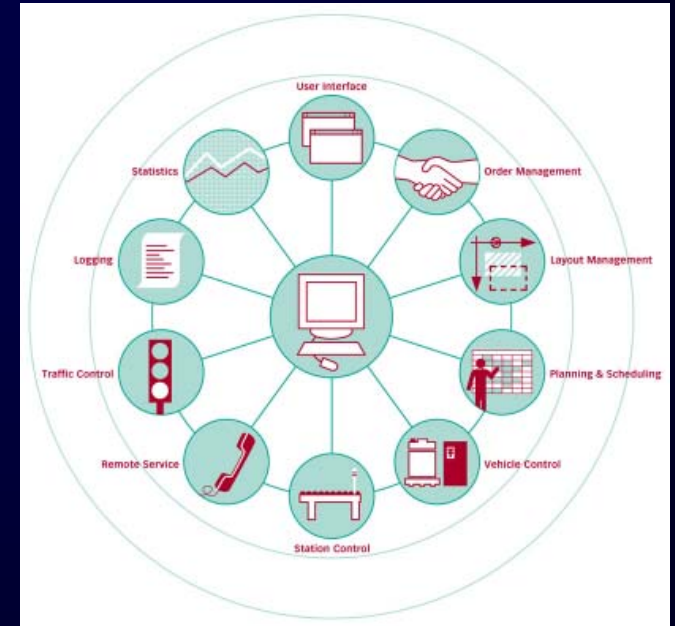 User Interface
Statistics
Order Management
Logging
Layout Management
Traffic Control
Planning & Scheduling
Remote Service
Vehicle Control
Station Control